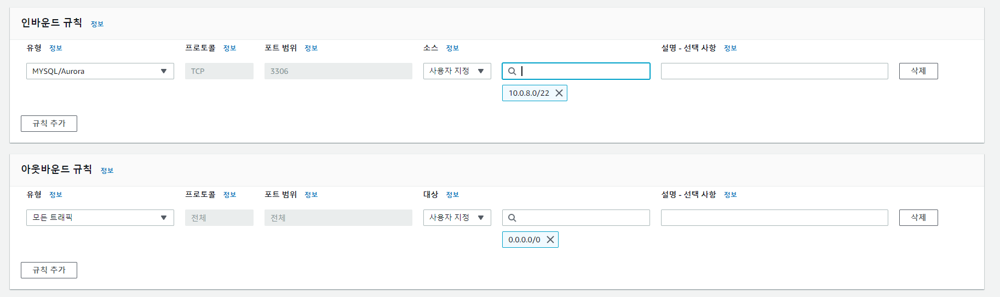 인바운드 규칙 정보
유형 정보 프로토콜 정보 포트 범위 정보 소스 정보 설명 - 선택 사항 정보
MYSQL/Aurora TCP 3306 사용자 지정 삭제
10.0.8.0/22
규칙 추가
아웃바운드 규칙 정보
유형 정보 프로토콜 정보 포트 범위 정보 대상 정보 설명 - 선택 사항 정보
모든 트래픽 전체 전체 사용자 지정 삭제
0.0.0.0/0
규칙 추가